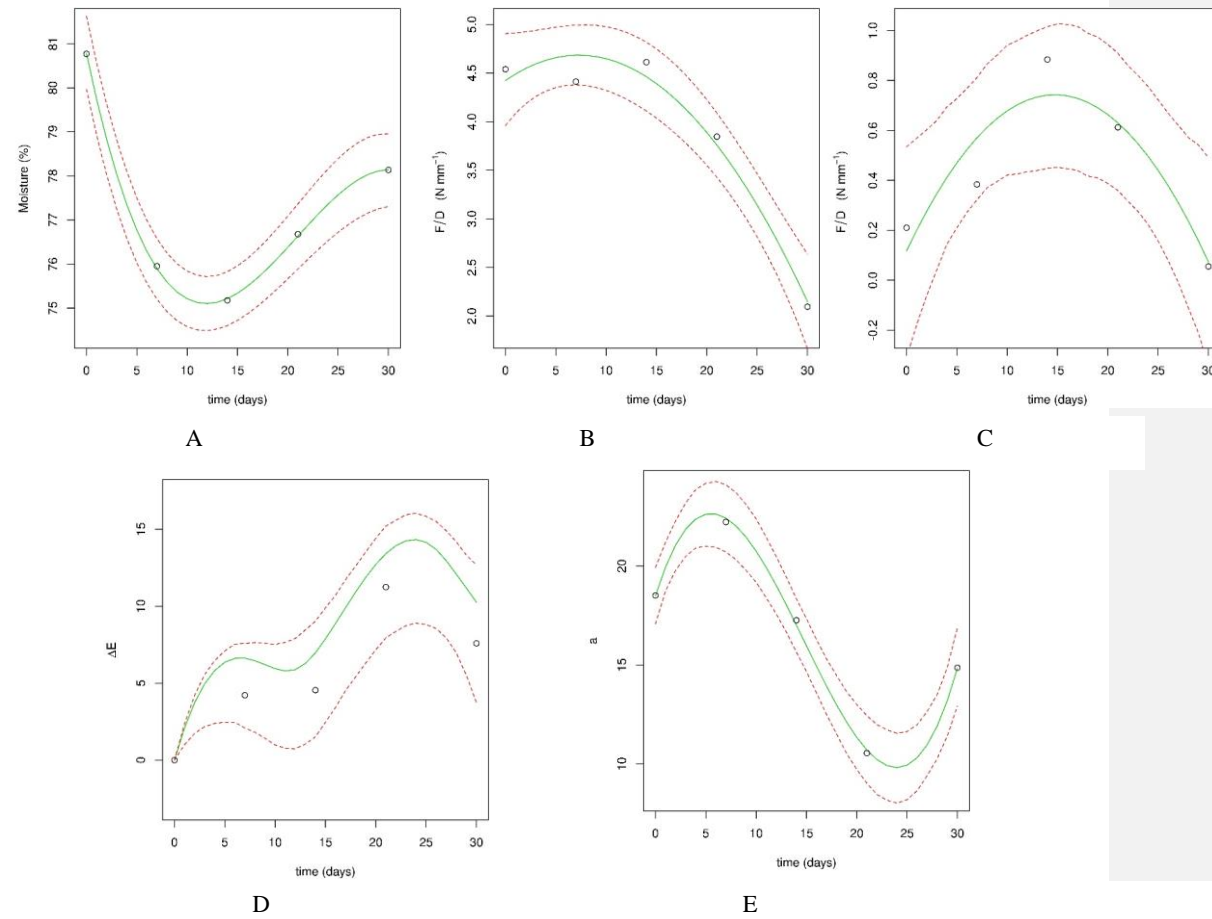 81
80
79
78
77
76
75
Moisture (%)
0 5 10 15 20 25 30
time (days)
A
5.0
4.5
4.0
3.5
3.0
2.5
2.0
F/D (N mm⁻¹)
0 5 10 15 20 25 30
time (days)
B
1.0
0.8
0.6
0.4
0.2
0.0
-0.2
F/D (N mm⁻¹)
0 5 10 15 20 25 30
time (days)
C
15
10
5
0
ΔE
0 5 10 15 20 25 30
time (days)
D
20
15
10
a
0 5 10 15 20 25 30
time (days)
E